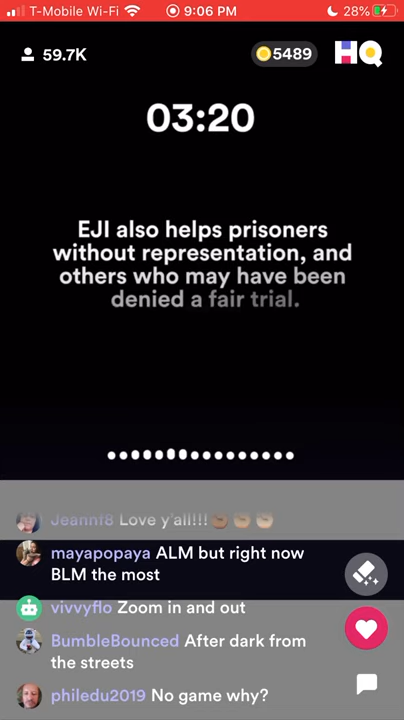 T-Mobile Wi-Fi 9:06 PM 28%
59.7K 5489 HQ
03:20
EJI also helps prisoners
without representation, and
others who may have been
denied a fair trial.
Jeannf8 Love y'all!!!✊🏾✊🏼✊🏻
mayapopaya ALM but right now
BLM the most
vivvyflo Zoom in and out
BumbleBounced After dark from
the streets
philedu2019 No game why?